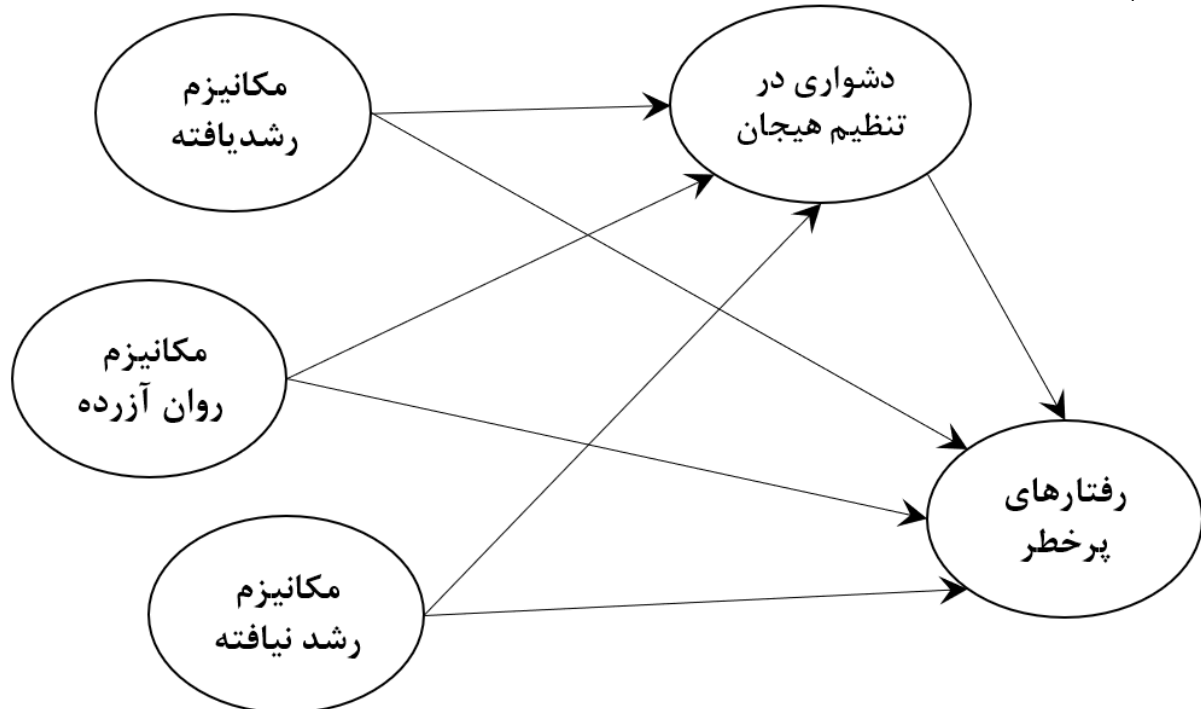 مکانیزم
رشدیافته
دشواری در
تنظیم هیجان
مکانیزم
روان آزرده
رفتارهای
پرخطر
مکانیزم
رشد نیافته